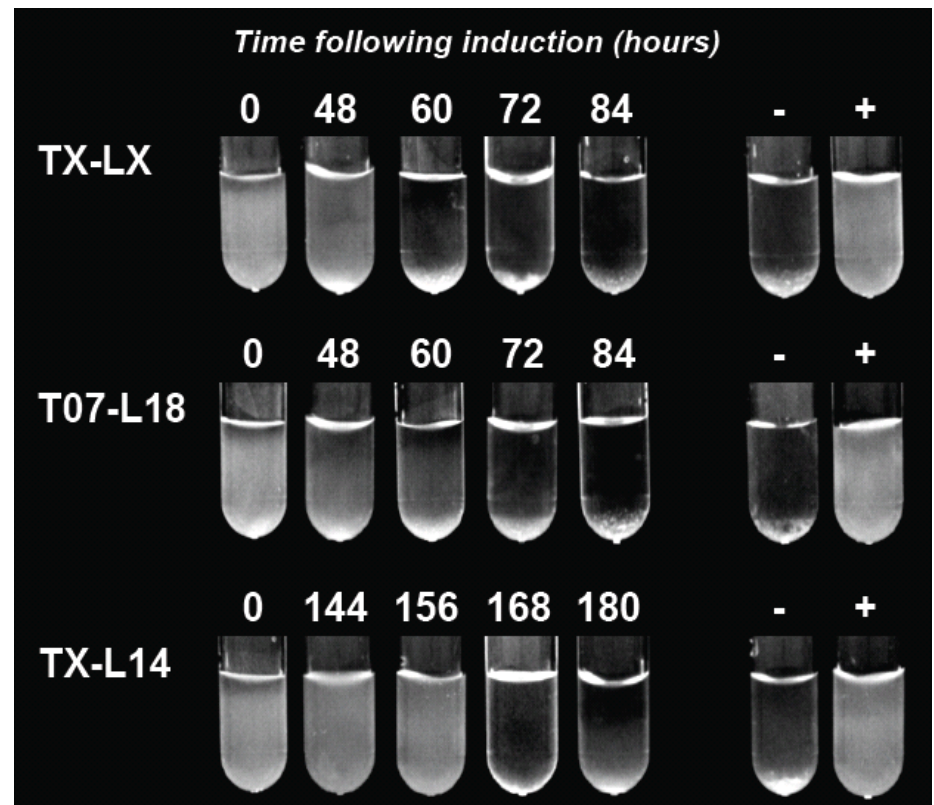 Time following induction (hours)
0 48 60 72 84 - +
TX-LX
0 48 60 72 84 - +
T07-L18
0 144 156 168 180 - +
TX-L14